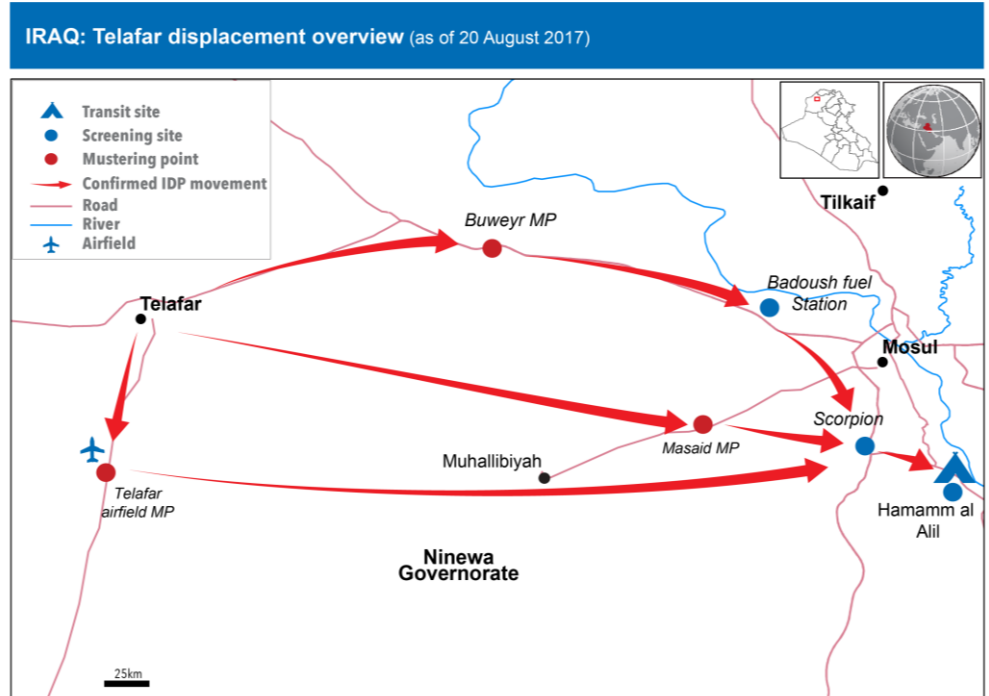 IRAQ: Telafar displacement overview (as of 20 August 2017)
Transit site
Screening site
Mustering point
Confirmed IDP movement
Road
River
Airfield
Tilkaif
Buweyr MP
Badoush fuel
Station
Telafar
Mosul
Scorpion
Masaid MP
Muhallibiyah
Telafar
airfield MP
Hamamm al
Alil
Ninewa
Governorate
25km